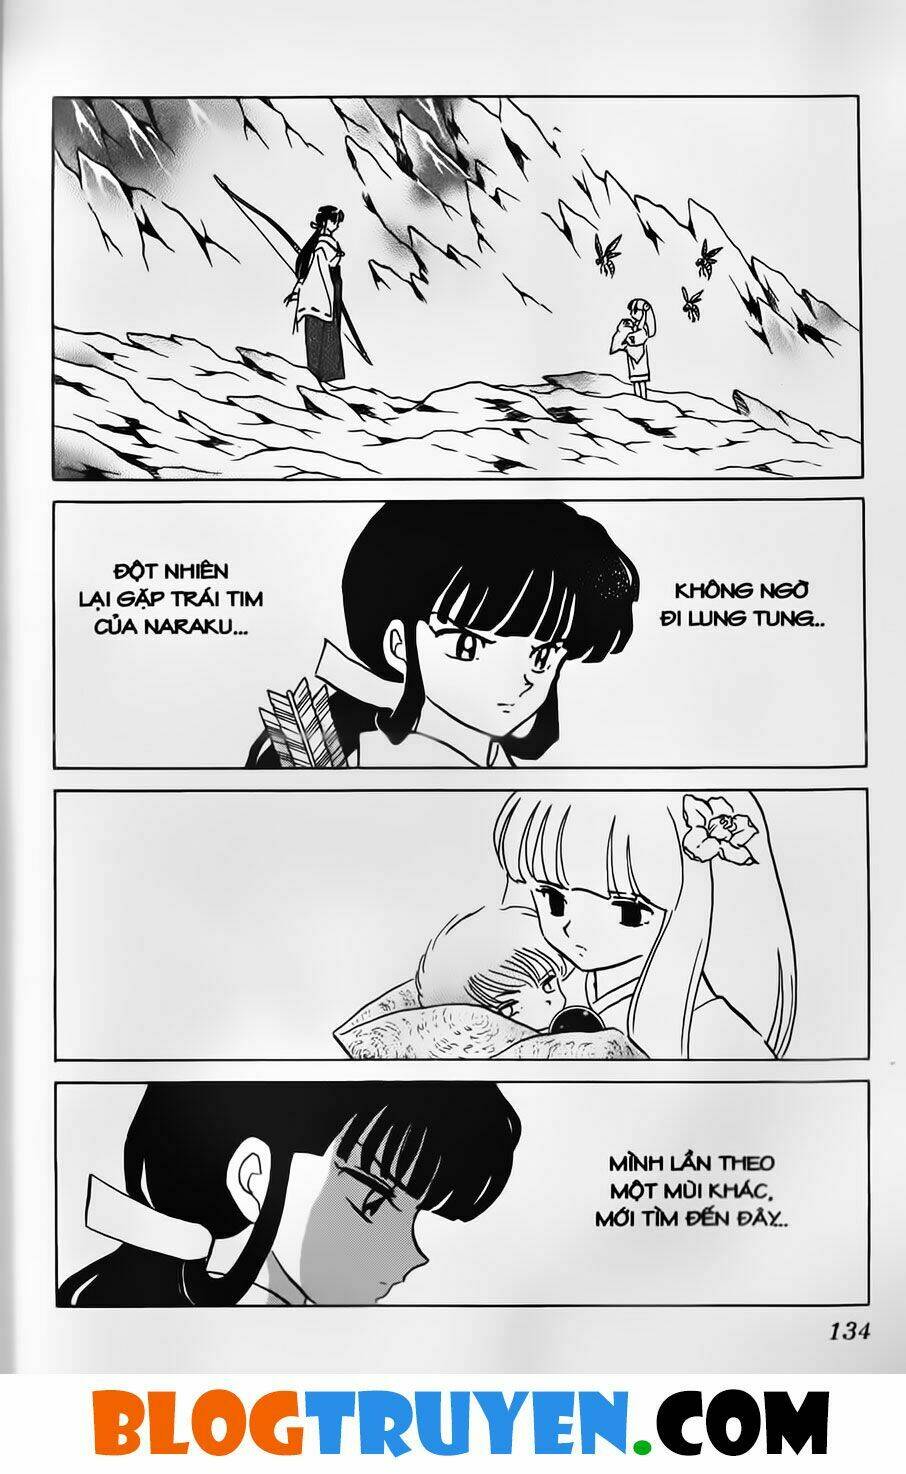 KHÔNG NGỜ
ĐI LUNG TUNG...
ĐỘT NHIÊN
LẠI GẶP TRÁI TIM
CỦA NARAKU...
MÌNH LẦN THEO
MỘT MÙI KHÁC,
MỚI TÌM ĐẾN ĐÂY...
134
BLOGTRUYEN.COM